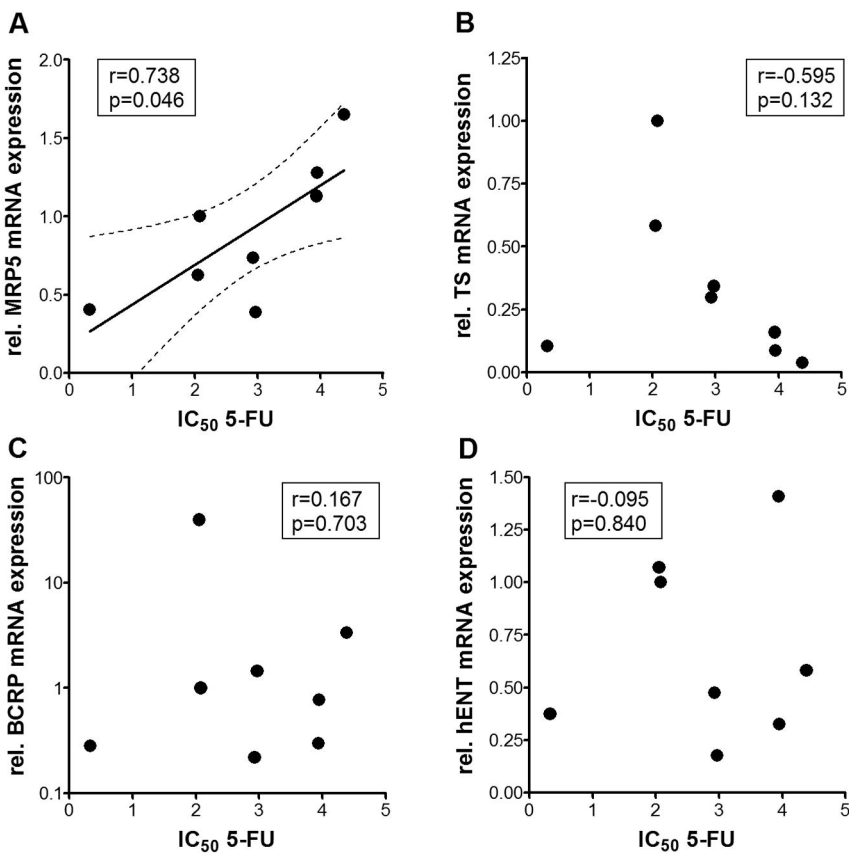 A
rel. MRP5 mRNA expression
2.0
1.5
1.0
0.5
0.0
r=0.738
p=0.046
0 1 2 3 4 5
IC50 5-FU
B
rel. TS mRNA expression
1.25
1.00
0.75
0.50
0.25
0.00
r=-0.595
p=0.132
0 1 2 3 4 5
IC50 5-FU
C
rel. BCRP mRNA expression
100
10
1
0.1
r=0.167
p=0.703
0 1 2 3 4 5
IC50 5-FU
D
rel. hENT mRNA expression
1.50
1.25
1.00
0.75
0.50
0.25
0.00
r=-0.095
p=0.840
0 1 2 3 4 5
IC50 5-FU